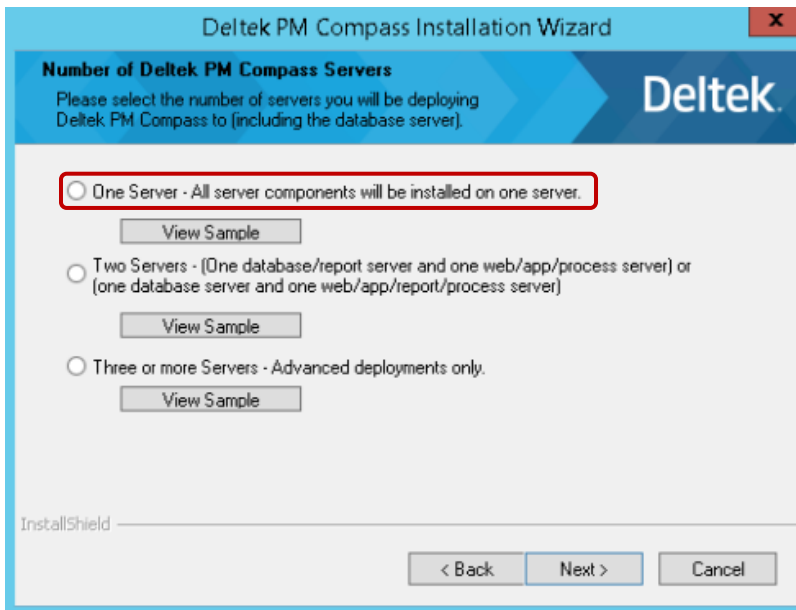 Deltek PM Compass Installation Wizard
x
Number of Deltek PM Compass Servers
Please select the number of servers you will be deploying
Deltek PM Compass to (including the database server).
Deltek.
One Server - All server components will be installed on one server.
View Sample
Two Servers - (One database/report server and one web/app/process server) or
(one database server and one web/app/report/process server)
View Sample
Three or more Servers - Advanced deployments only.
View Sample
InstallShield
< Back
Next >
Cancel